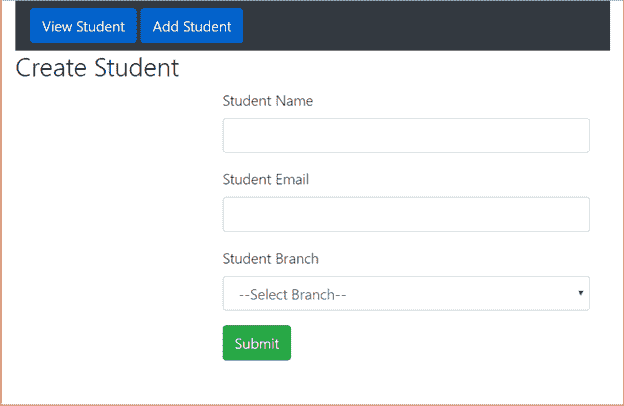 View Student Add Student
Create Student
Student Name
Student Email
Student Branch
--Select Branch--
Submit